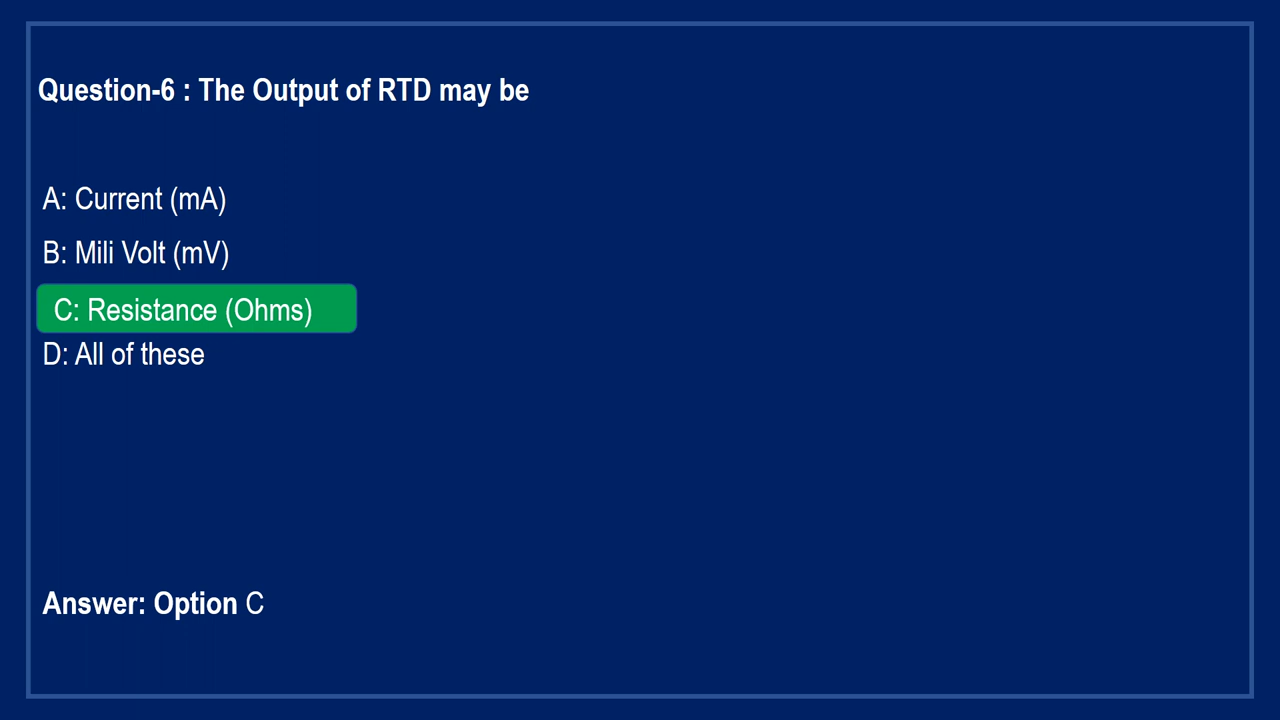 Question-6 : The Output of RTD may be
A: Current (mA)
B: Mili Volt (mV)
C: Resistance (Ohms)
D: All of these
Answer: Option C